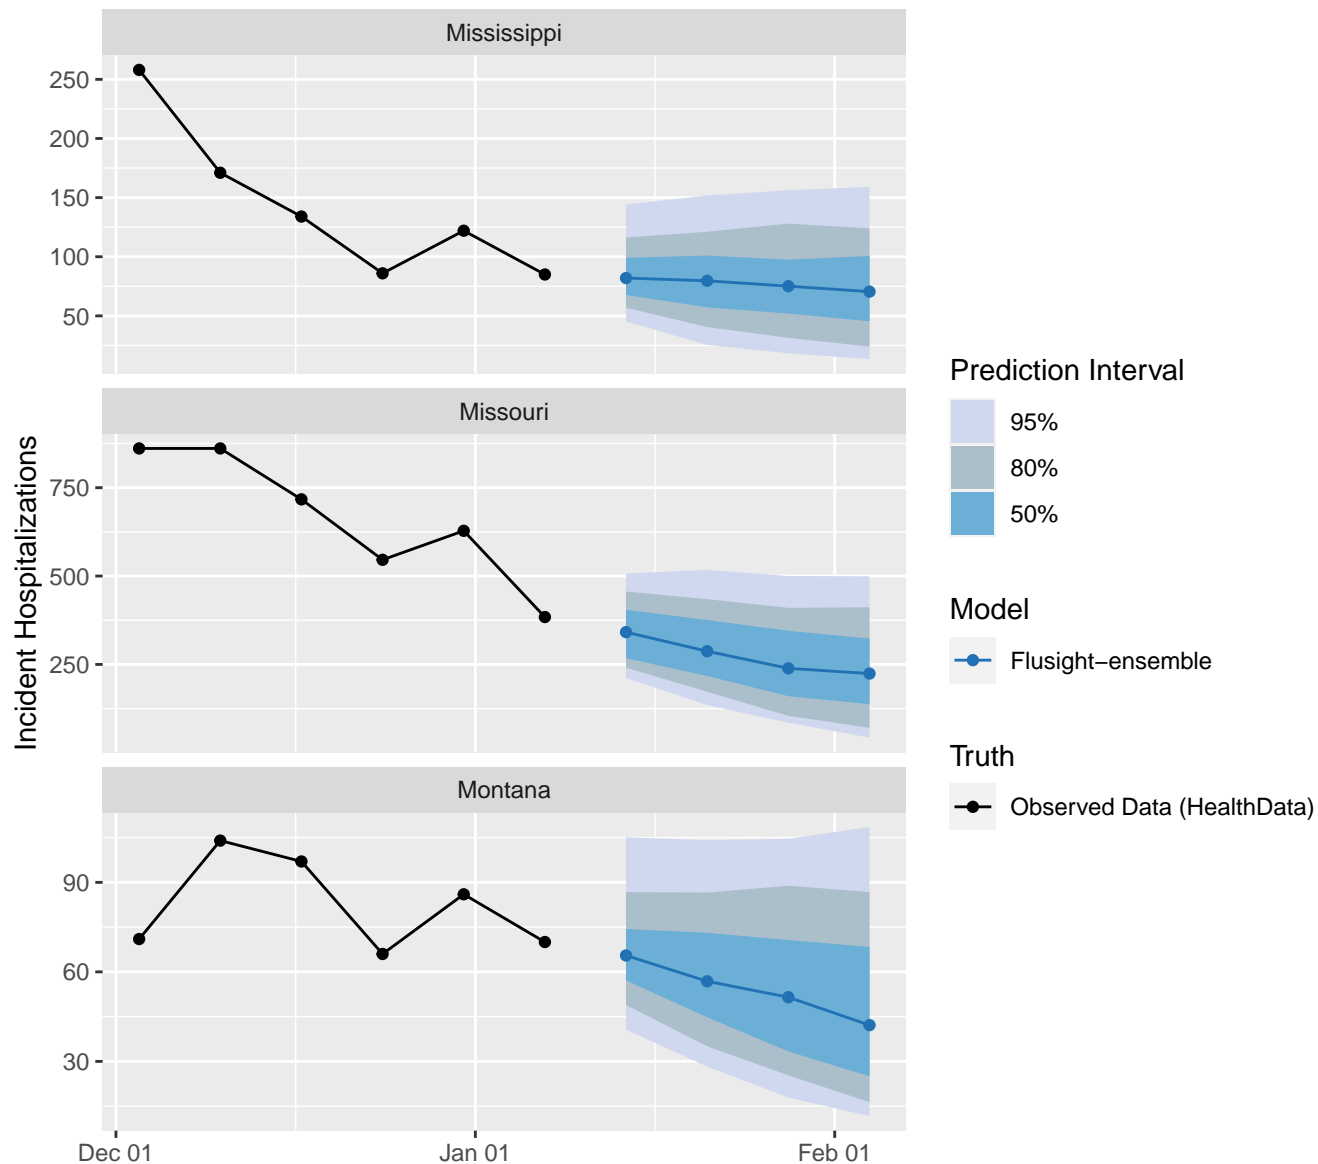 Mississippi
250
200
150
100
50
Missouri
750
500
250
Montana
90
60
30
Dec 01
Jan 01
Feb 01
Incident Hospitalizations
Prediction Interval
95%
80%
50%
Model
Flusight−ensemble
Truth
Observed Data (HealthData)